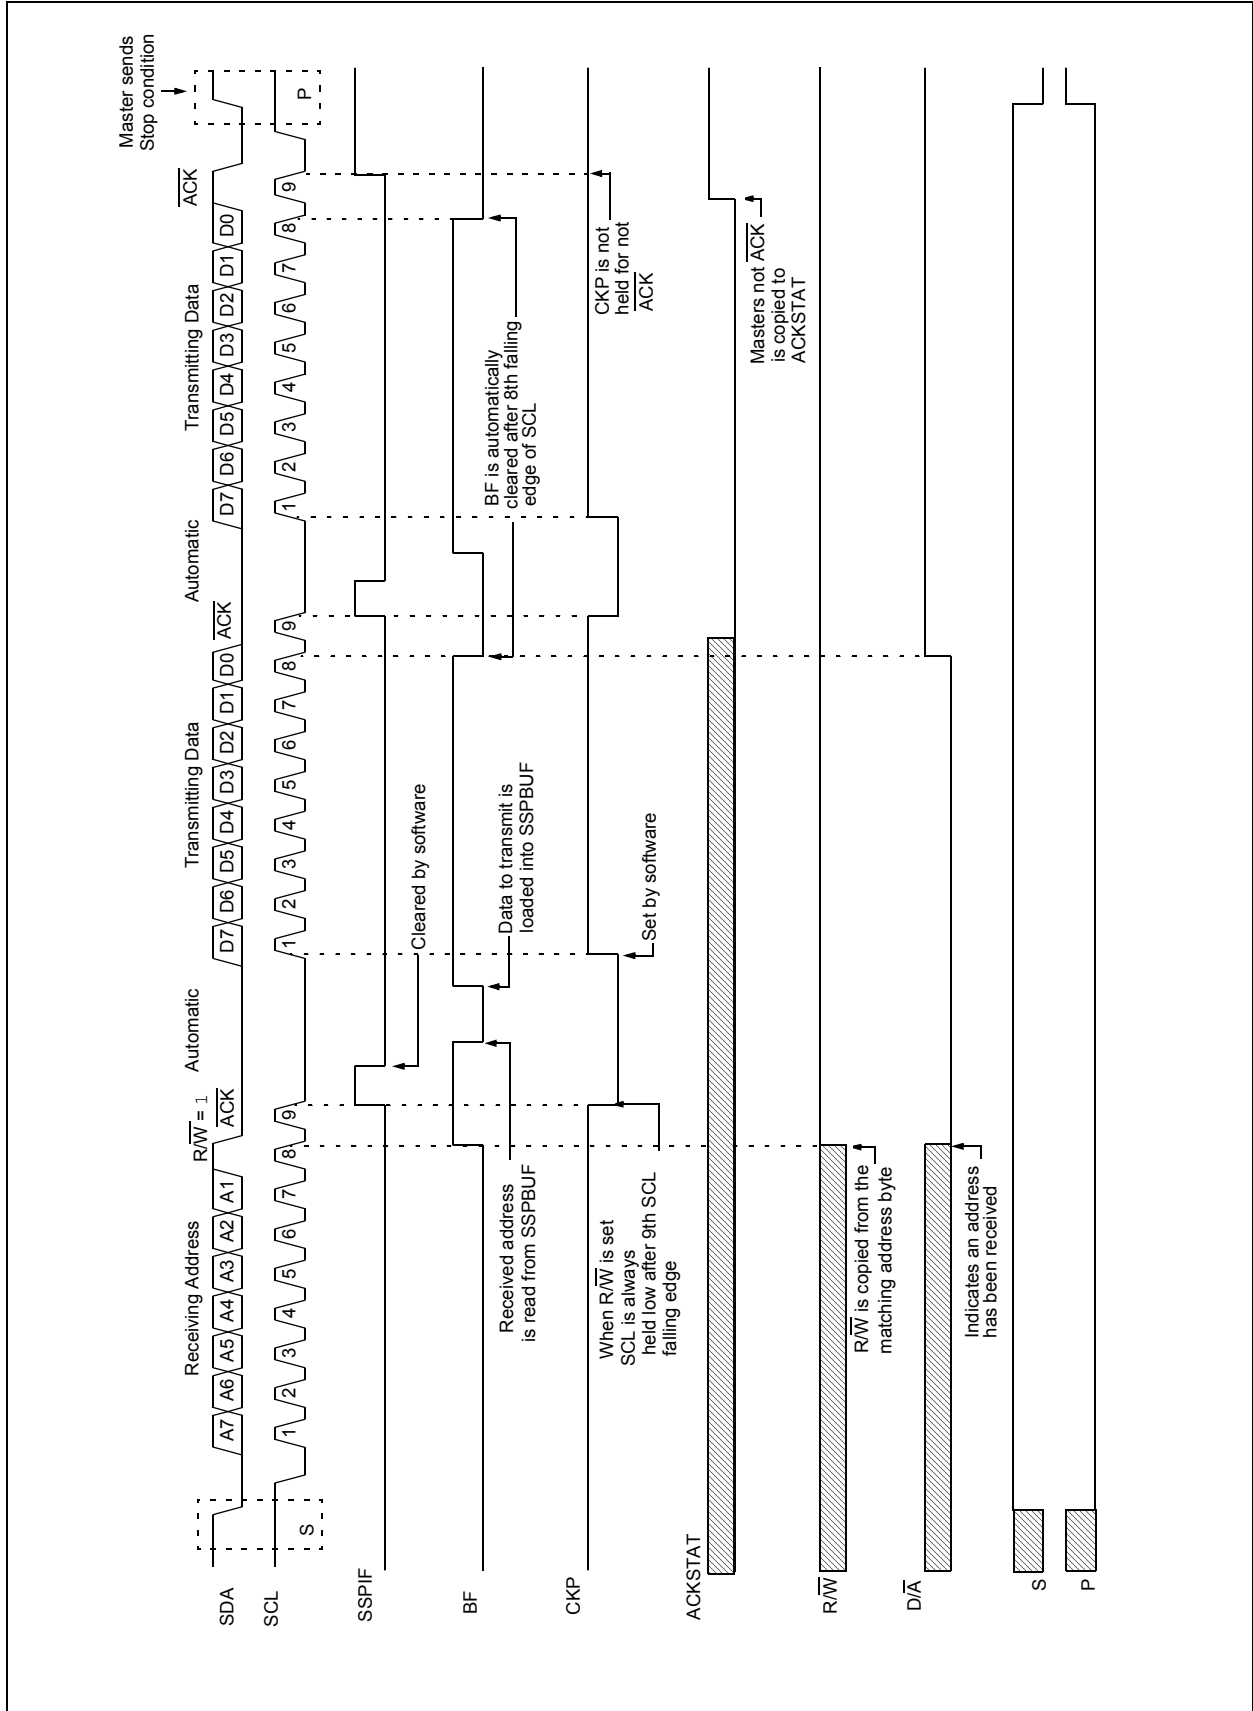 Master sends
Stop condition
Receiving Address
R/W = 1
ACK
Automatic
Transmitting Data
ACK
Automatic
Transmitting Data
ACK
SDA
A7 A6 A5 A4 A3 A2 A1
D7 D6 D5 D4 D3 D2 D1 D0
D7 D6 D5 D4 D3 D2 D1 D0
SCL
S
1 2 3 4 5 6 7 8 9
1 2 3 4 5 6 7 8 9
1 2 3 4 5 6 7 8 9
P
SSPIF
Cleared by software
BF
Received address
is read from SSPBUF
Data to transmit is
loaded into SSPBUF
BF is automatically
cleared after 8th falling
edge of SCL
CKP
When R/W is set
SCL is always
held low after 9th SCL
falling edge
Set by software
CKP is not
held for not
ACK
ACKSTAT
Masters not ACK
is copied to
ACKSTAT
R/W
R/W is copied from the
matching address byte
D/A
Indicates an address
has been received
S
P